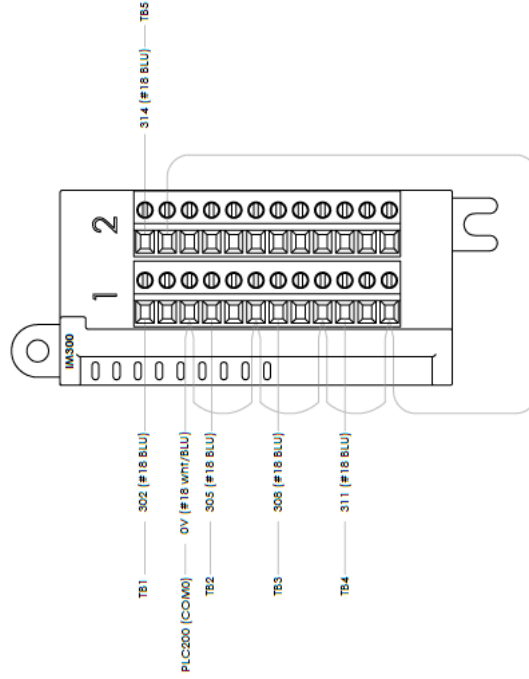 TB5
314 (#18 BLU)
2
1
IM300
302 (#18 BLU)
TB1
0V (#18 wht/BLU)
PLC200 (COM0)
305 (#18 BLU)
TB2
308 (#18 BLU)
TB3
311 (#18 BLU)
TB4